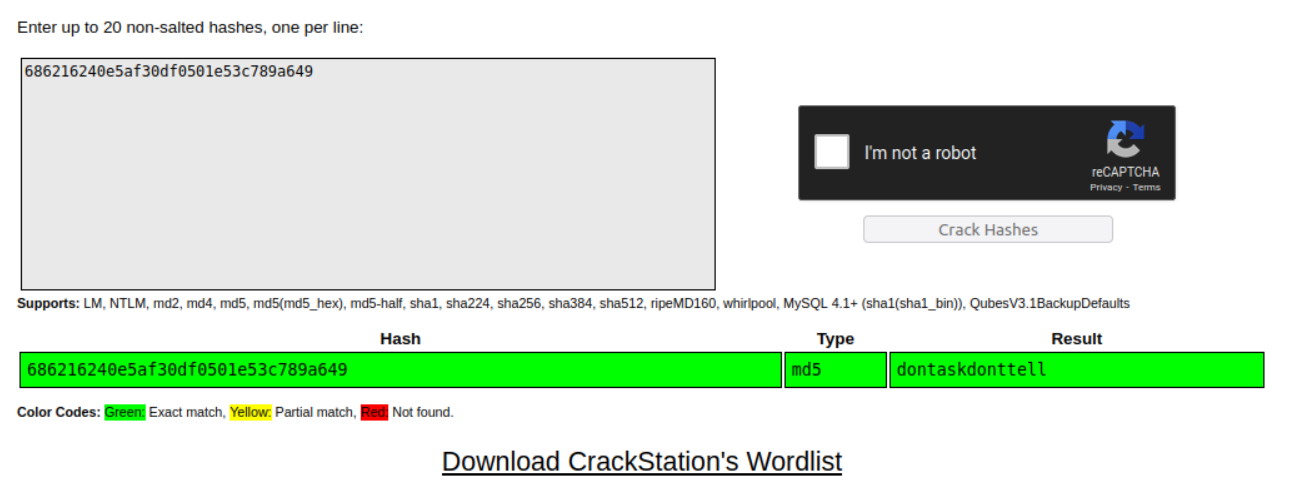 Enter up to 20 non-salted hashes, one per line:
686216240e5af30df0501e53c789a649
I'm not a robot
reCAPTCHA
Privacy - Terms
Crack Hashes
Supports: LM, NTLM, md2, md4, md5, md5(md5_hex), md5-half, sha1, sha224, sha256, sha384, sha512, ripeMD160, whirlpool, MySQL 4.1+ (sha1(sha1_bin)), QubesV3.1BackupDefaults
Hash Type Result
686216240e5af30df0501e53c789a649 md5 dontaskdonttell
Color Codes: Green: Exact match, Yellow: Partial match, Red: Not found.
Download CrackStation's Wordlist